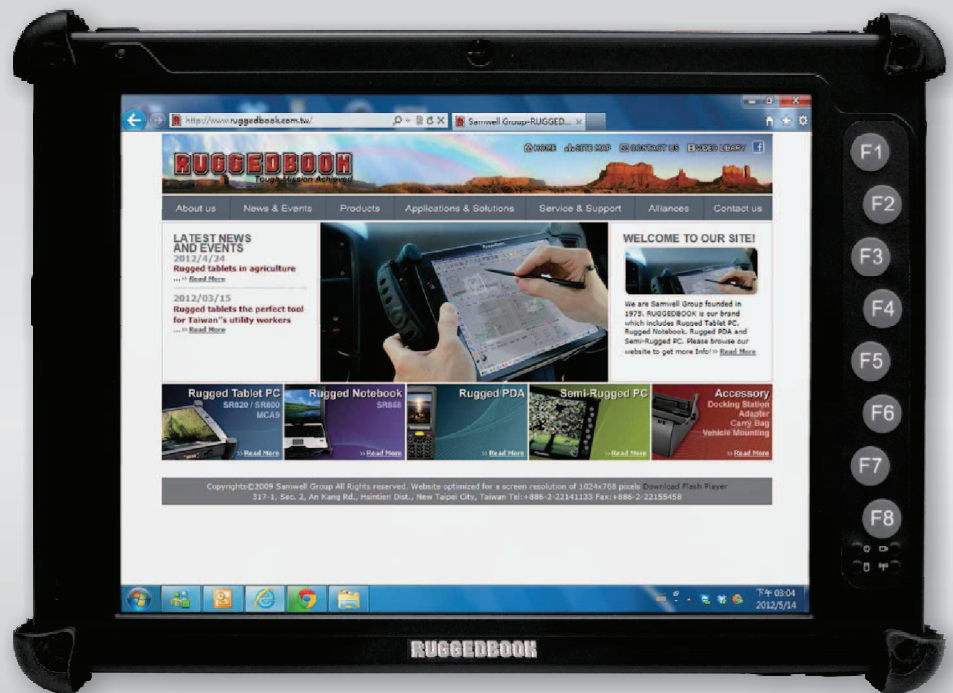 http://www.ruggedbook.com.tw/
Samwell Group-RUGGED...
HOME SITE MAP CONTACT US VIDEO LIBARY
RUGGEDBOOK
Tough Mission Achieved
About us News & Events Products Applications & Solutions Service & Support Alliances Contact us
LATEST NEWS
AND EVENTS
2012/4/24
Rugged tablets in agriculture
... » Read More
2012/03/15
Rugged tablets the perfect tool
for Taiwan"s utility workers
... » Read More
WELCOME TO OUR SITE!
We are Samwell Group founded in
1975. RUGGEDBOOK is our brand
which includes Rugged Tablet PC,
Rugged Notebook, Rugged PDA and
Semi-Rugged PC. Please browse our
website to get more Info! » Read More
Rugged Tablet PC
SR820 / SR800
MCA9
» Read More
Rugged Notebook
SR858
» Read More
Rugged PDA
» Read More
Semi-Rugged PC
» Read More
Accessory
Docking Station
Adapter
Carry Bag
Vehicle Mounting
» Read More
Copyrights©2009 Samwell Group All Rights reserved. Website optimized for a screen resolution of 1024x768 pixels Download Flash Player
317-1, Sec. 2, An Kang Rd., Hsintien Dist., New Taipei City, Taiwan Tel:+886-2-22141133 Fax:+886-2-22155458
下午 03:04
2012/5/14
F1
F2
F3
F4
F5
F6
F7
F8
RUGGEDBOOK